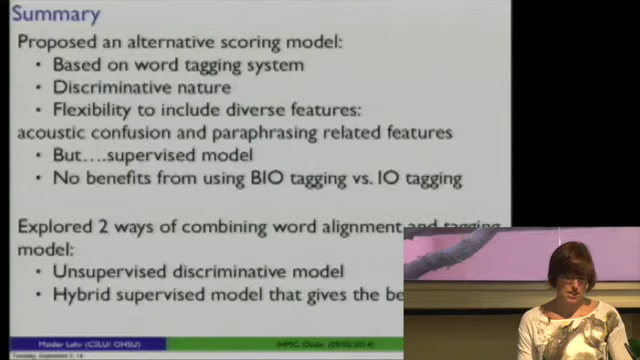 Summary
Proposed an alternative scoring model:
• Based on word tagging system
• Discriminative nature
• Flexibility to include diverse features:
acoustic confusion and paraphrasing related features
• But....supervised model
• No benefits from using BIO tagging vs. IO tagging
Explored 2 ways of combining word alignment and tagging
model:
• Unsupervised discriminative model
• Hybrid supervised model that gives the be
Maider Lehr (CSLU/ OHSU)
(09/02/2014)